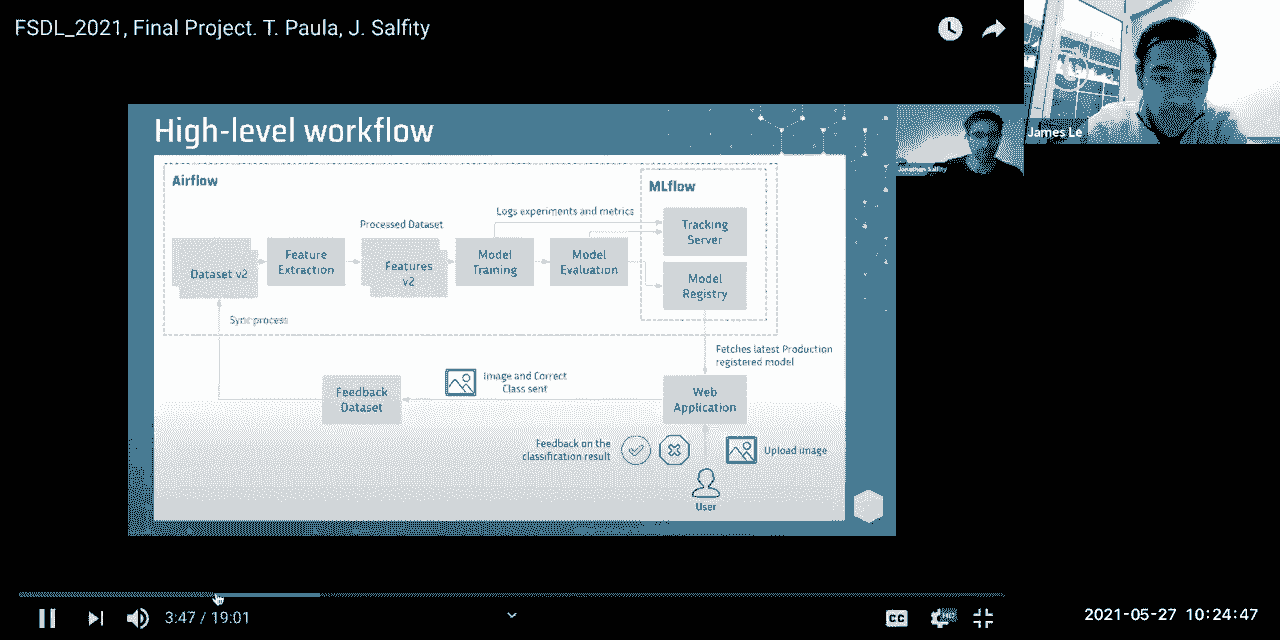 FSDL_2021, Final Project. T. Paula, J. Salfity
James Le
High-level workflow
Jonathan Salfity
Airflow
MLflow
Logs experiments and metrics
Processed Dataset
Tracking
Server
Dataset v2
Feature
Extraction
Features
v2
Model
Training
Model
Evaluation
Model
Registry
Sync process
Fetches latest Production
registered model
Image and Correct
Class sent
Feedback
Dataset
Web
Application
Feedback on the
classification result
Upload image
User
3:47 / 19:01
CC
HD
2021-05-27 10:24:47